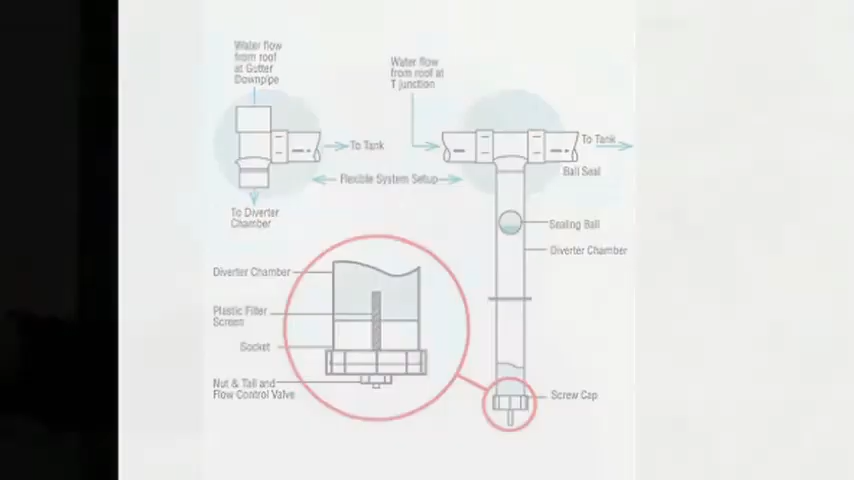 Water flow
from roof
at Gutter
Downpipe
Water flow
from roof at
T junction
To Tank
To Tank
Ball Seal
Flexible System Setup
To Diverter
Chamber
Sealing Ball
Diverter Chamber
Diverter Chamber
Plastic Filter
Screen
Socket
Nut & Tail and
Flow Control Valve
Screw Cap